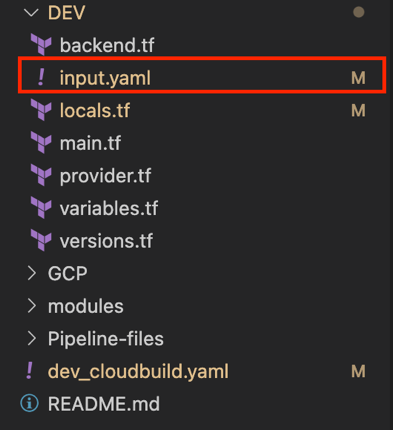 DEV
backend.tf
! input.yaml M
locals.tf M
main.tf
provider.tf
variables.tf
versions.tf
> GCP
> modules
> Pipeline-files
! dev_cloudbuild.yaml M
README.md